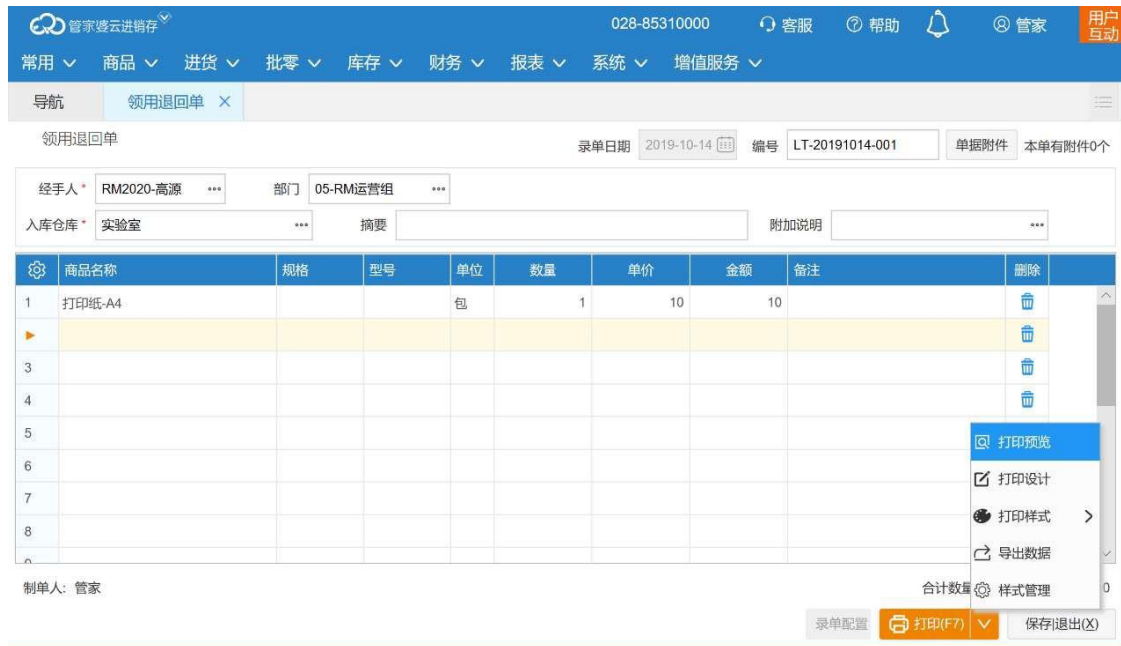 管家婆云进销存 028-85310000 客服 帮助 管家 用户互动
常用 商品 进货 批零 库存 财务 报表 系统 增值服务
导航 领用退回单
领用退回单 录单日期 2019-10-14 编号 LT-20191014-001 单据附件 本单有附件0个
经手人* RM2020-高源 ... 部门 05-RM运营组 ...
入库仓库* 实验室 ... 摘要 附加说明 ...
商品名称 规格 型号 单位 数量 单价 金额 备注 删除
1 打印纸-A4 包 1 10 10
3
4
5 打印预览
6 打印设计
7
8 打印样式
导出数据
制单人: 管家 合计数量 样式管理 0
录单配置 打印(F7) 保存|退出(X)